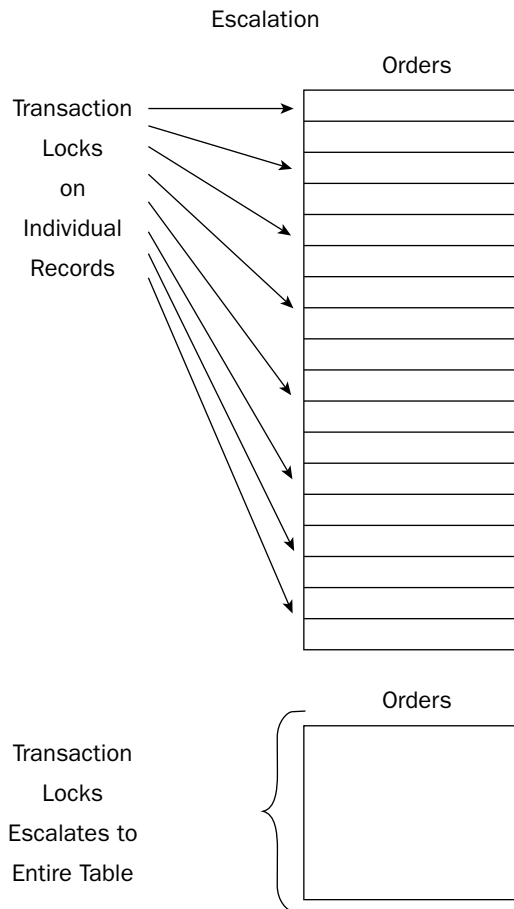 Escalation
Orders
Transaction
Locks
on
Individual
Records
Orders
Transaction
Locks
Escalates to
Entire Table